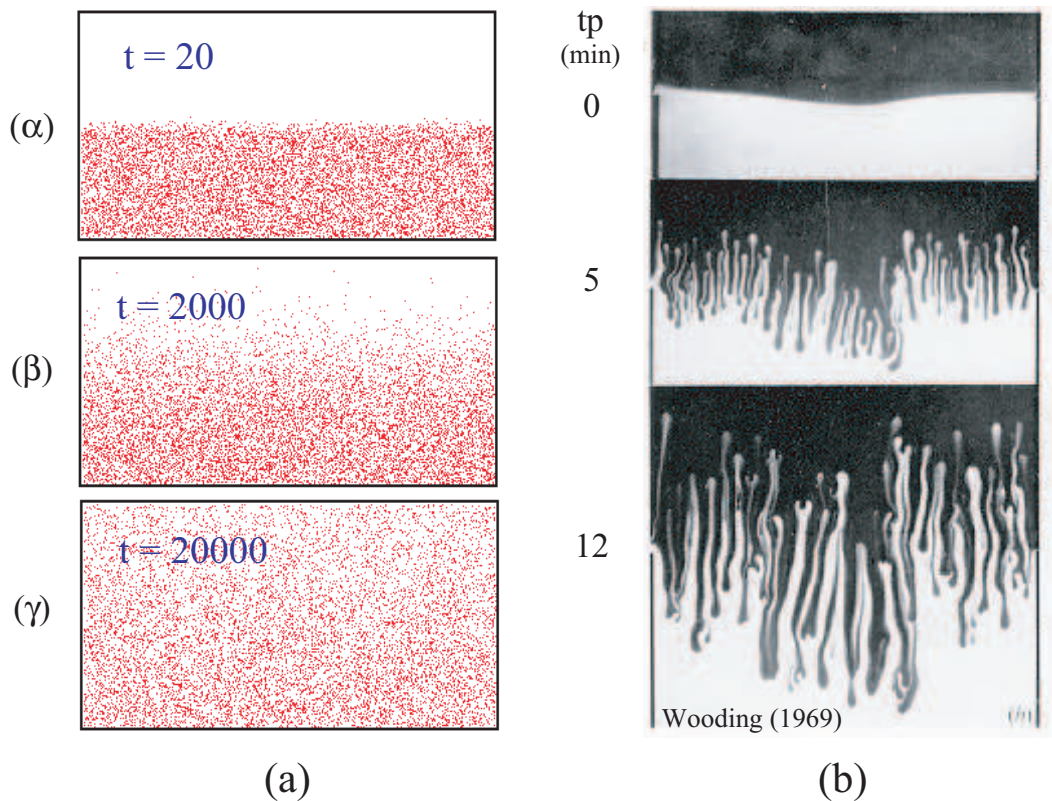 (α)
t = 20
(β)
t = 2000
(γ)
t = 20000
(a)
tp
(min)
0
5
12
Wooding (1969)
(b)